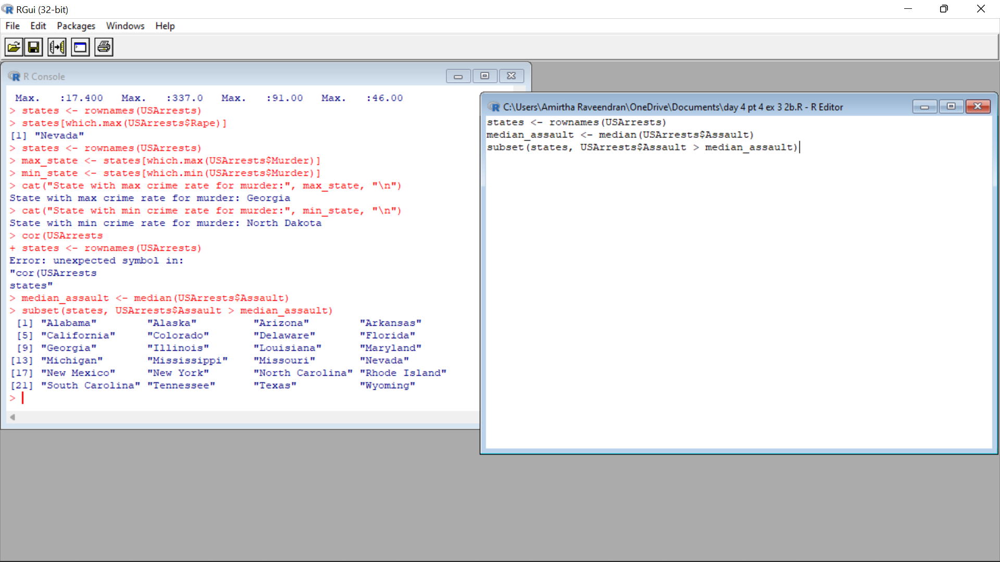 RGui (32-bit)
File Edit Packages Windows Help
R Console
Max.   :17.400   Max.   :337.0   Max.   :91.00   Max.   :46.00
> states <- rownames(USArrests)
> states[which.max(USArrests$Rape)]
[1] "Nevada"
> states <- rownames(USArrests)
> max_state <- states[which.max(USArrests$Murder)]
> min_state <- states[which.min(USArrests$Murder)]
> cat("State with max crime rate for murder:", max_state, "\n")
State with max crime rate for murder: Georgia
> cat("State with min crime rate for murder:", min_state, "\n")
State with min crime rate for murder: North Dakota
> cor(USArrests
+ states <- rownames(USArrests)
Error: unexpected symbol in:
"cor(USArrests
states"
> median_assault <- median(USArrests$Assault)
> subset(states, USArrests$Assault > median_assault)
[1] "Alabama"        "Alaska"         "Arizona"        "Arkansas"
[5] "California"     "Colorado"       "Delaware"       "Florida"
[9] "Georgia"        "Illinois"       "Louisiana"      "Maryland"
[13] "Michigan"       "Mississippi"    "Missouri"       "Nevada"
[17] "New Mexico"     "New York"       "North Carolina" "Rhode Island"
[21] "South Carolina" "Tennessee"      "Texas"          "Wyoming"
>
C:\Users\Amirtha Raveendran\OneDrive\Documents\day 4 pt 4 ex 3 2b.R - R Editor
states <- rownames(USArrests)
median_assault <- median(USArrests$Assault)
subset(states, USArrests$Assault > median_assault)